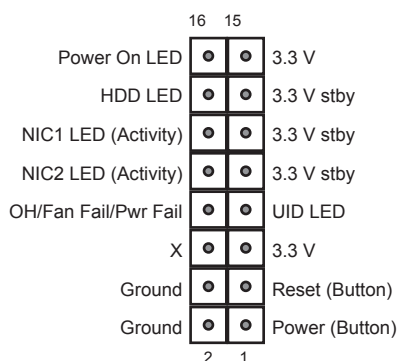 16 15
Power On LED 3.3 V
HDD LED 3.3 V stby
NIC1 LED (Activity) 3.3 V stby
NIC2 LED (Activity) 3.3 V stby
OH/Fan Fail/Pwr Fail UID LED
X 3.3 V
Ground Reset (Button)
Ground Power (Button)
2 1